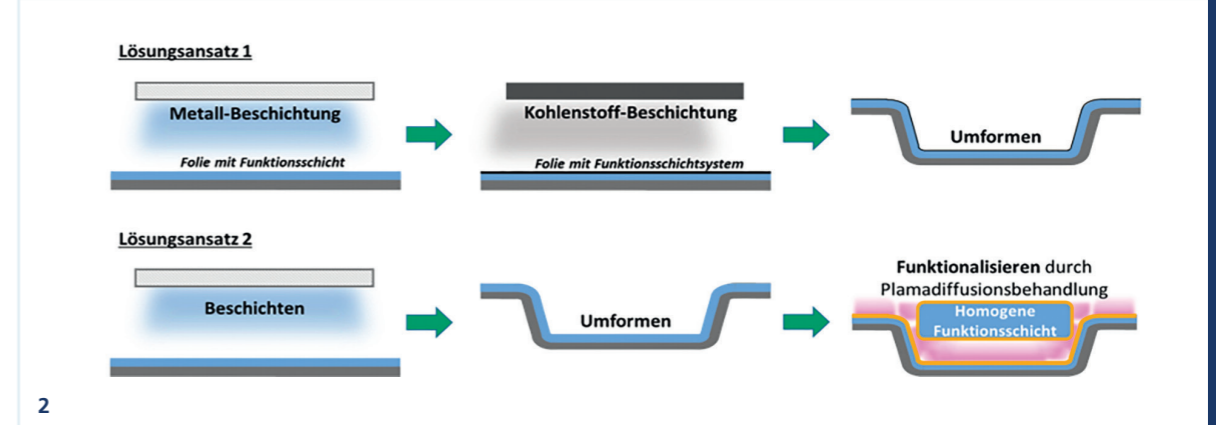 Lösungsansatz 1
Metall-Beschichtung
Folie mit Funktionsschicht
Kohlenstoff-Beschichtung
Folie mit Funktionsschichtsystem
Umformen
Lösungsansatz 2
Beschichten
Umformen
Funktionalisieren durch
Plamadiffusionsbehandlung
Homogene
Funktionsschicht
2